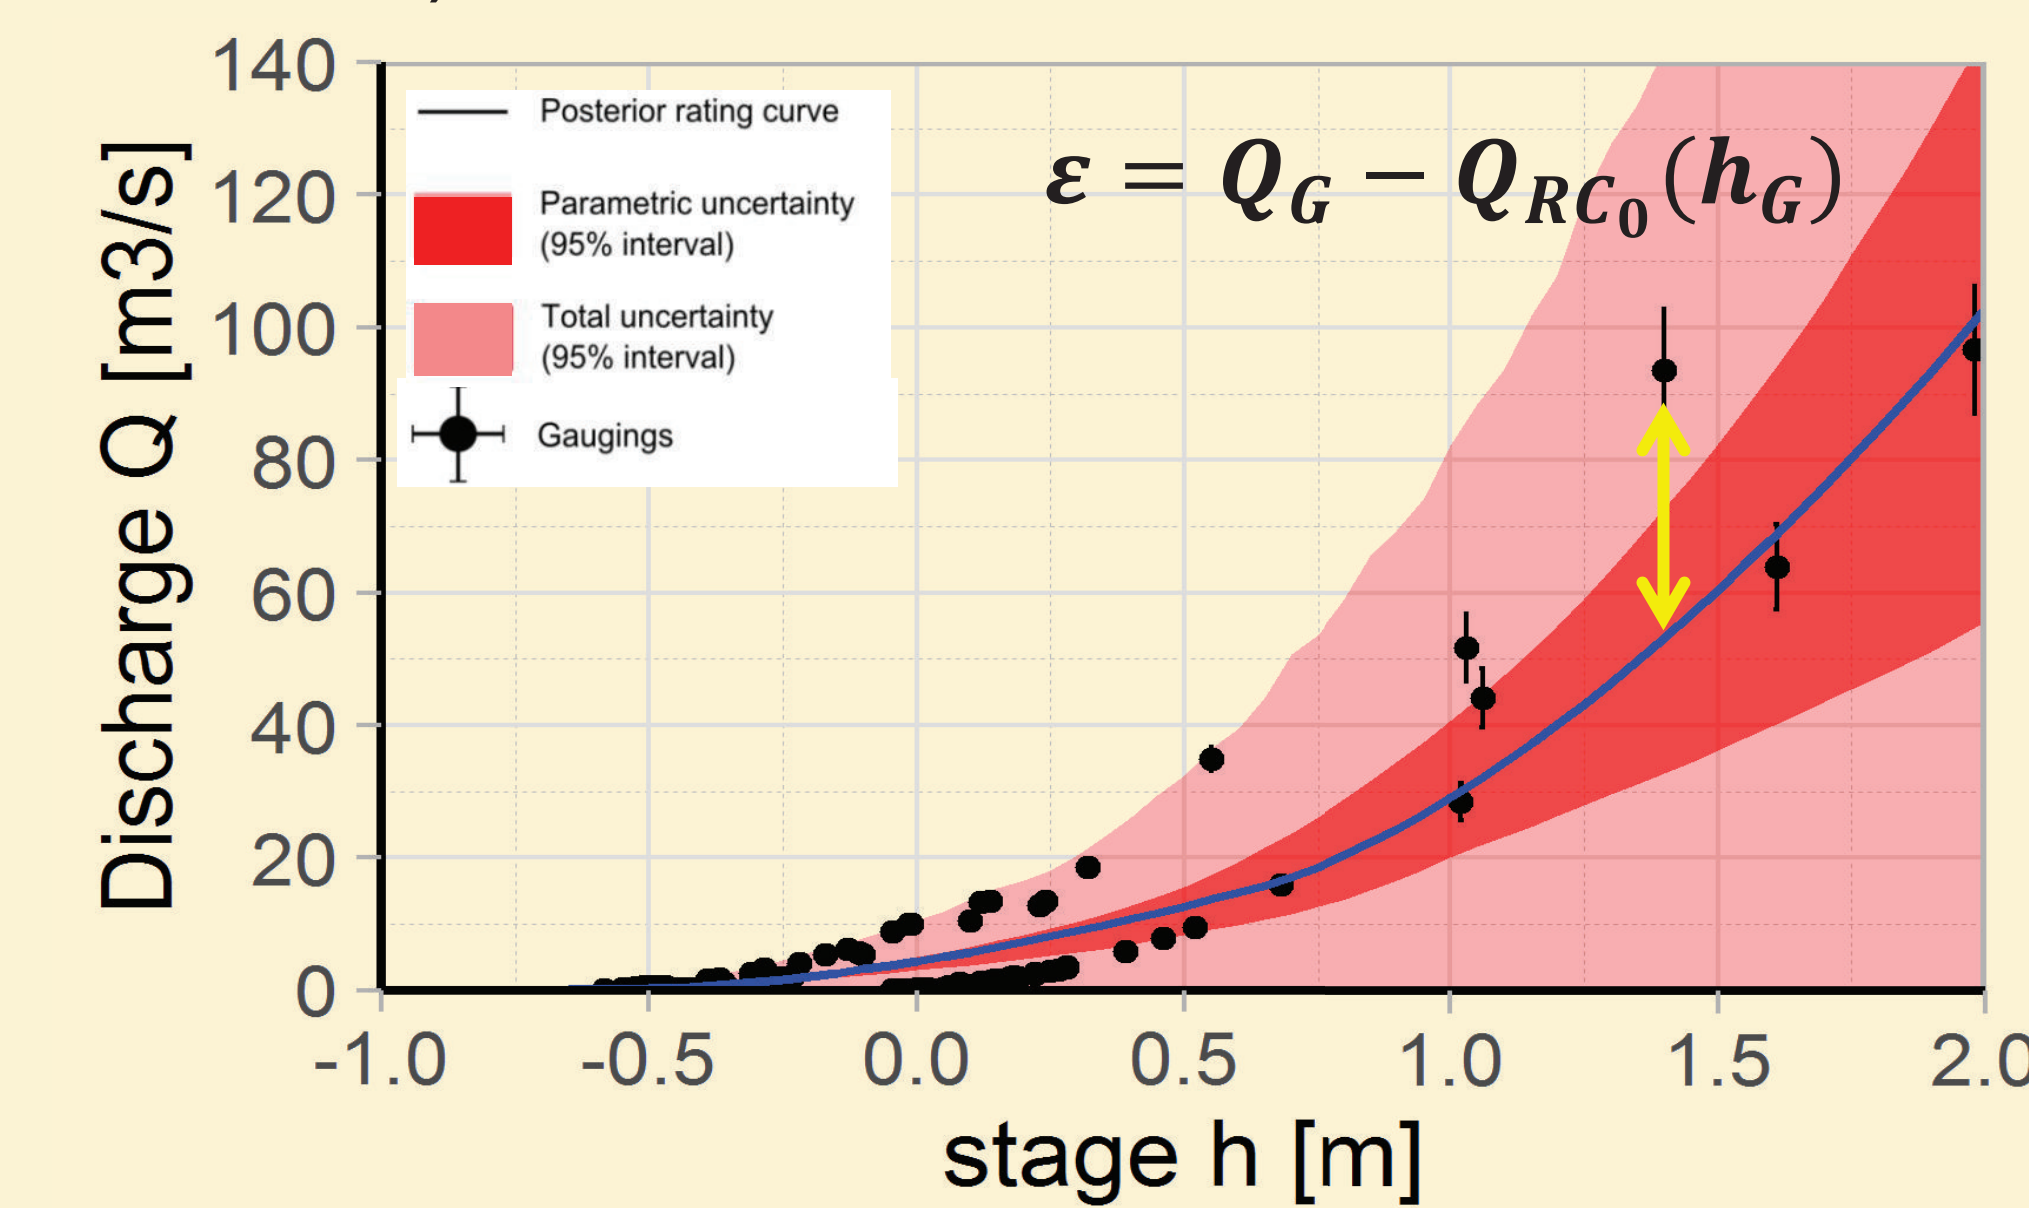 140
120
100
80
60
40
20
0
Discharge Q [m3/s]
Posterior rating curve
Parametric uncertainty
(95% interval)
Total uncertainty
(95% interval)
Gaugings
ε = Q_G − Q_{RC_0}(h_G)
-1.0 -0.5 0.0 0.5 1.0 1.5 2.0
stage h [m]